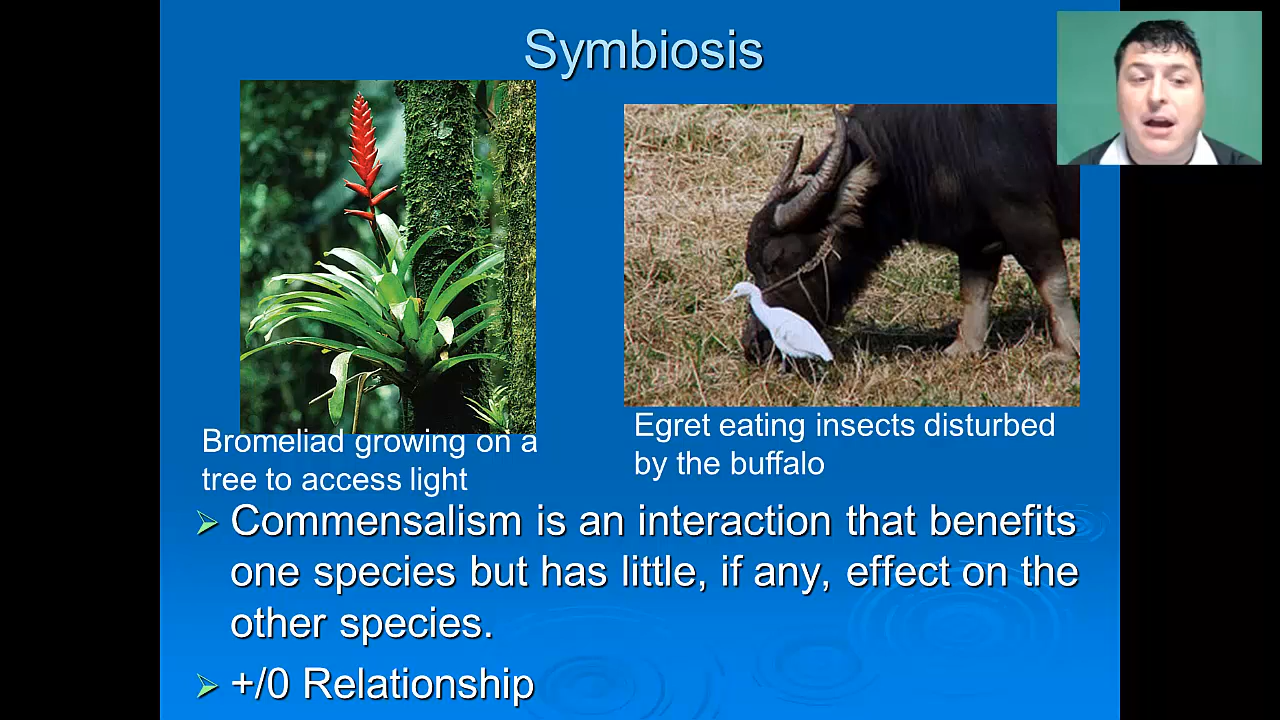 Symbiosis
Bromeliad growing on a
tree to access light
Egret eating insects disturbed
by the buffalo
Commensalism is an interaction that benefits
one species but has little, if any, effect on the
other species.
+/0 Relationship